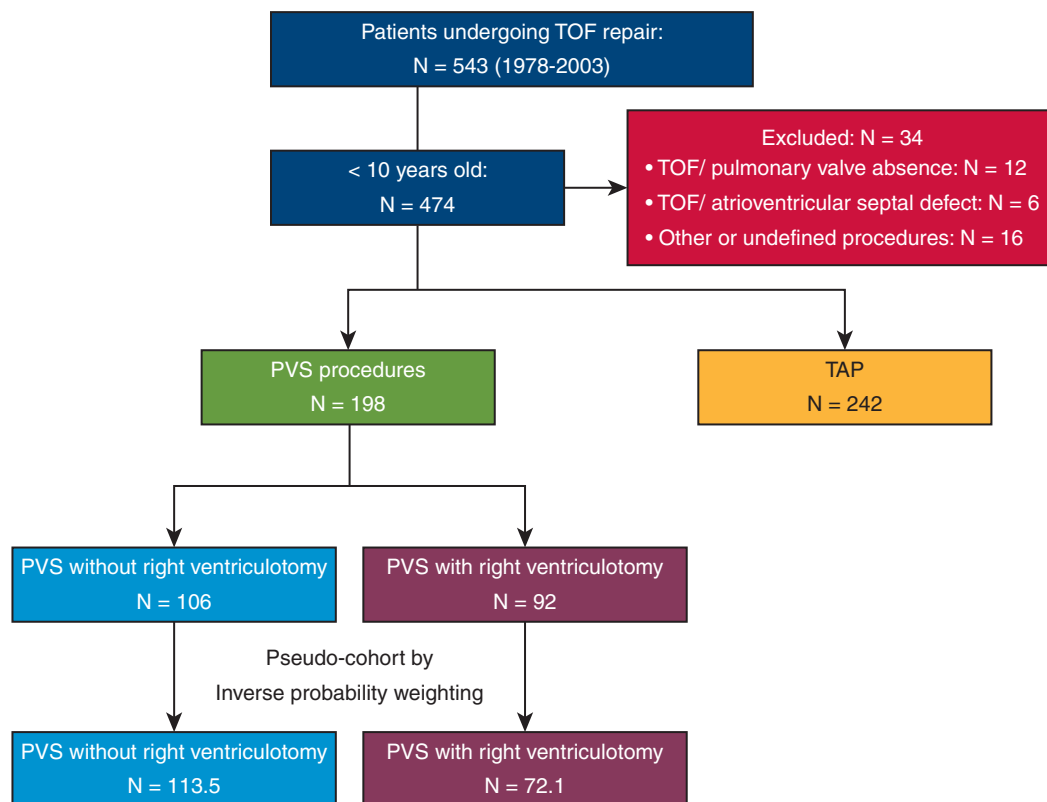 Patients undergoing TOF repair:
N = 543 (1978-2003)
< 10 years old:
N = 474
Excluded: N = 34
• TOF/ pulmonary valve absence: N = 12
• TOF/ atrioventricular septal defect: N = 6
• Other or undefined procedures: N = 16
PVS procedures
N = 198
TAP
N = 242
PVS without right ventriculotomy
N = 106
PVS with right ventriculotomy
N = 92
Pseudo-cohort by
Inverse probability weighting
PVS without right ventriculotomy
N = 113.5
PVS with right ventriculotomy
N = 72.1